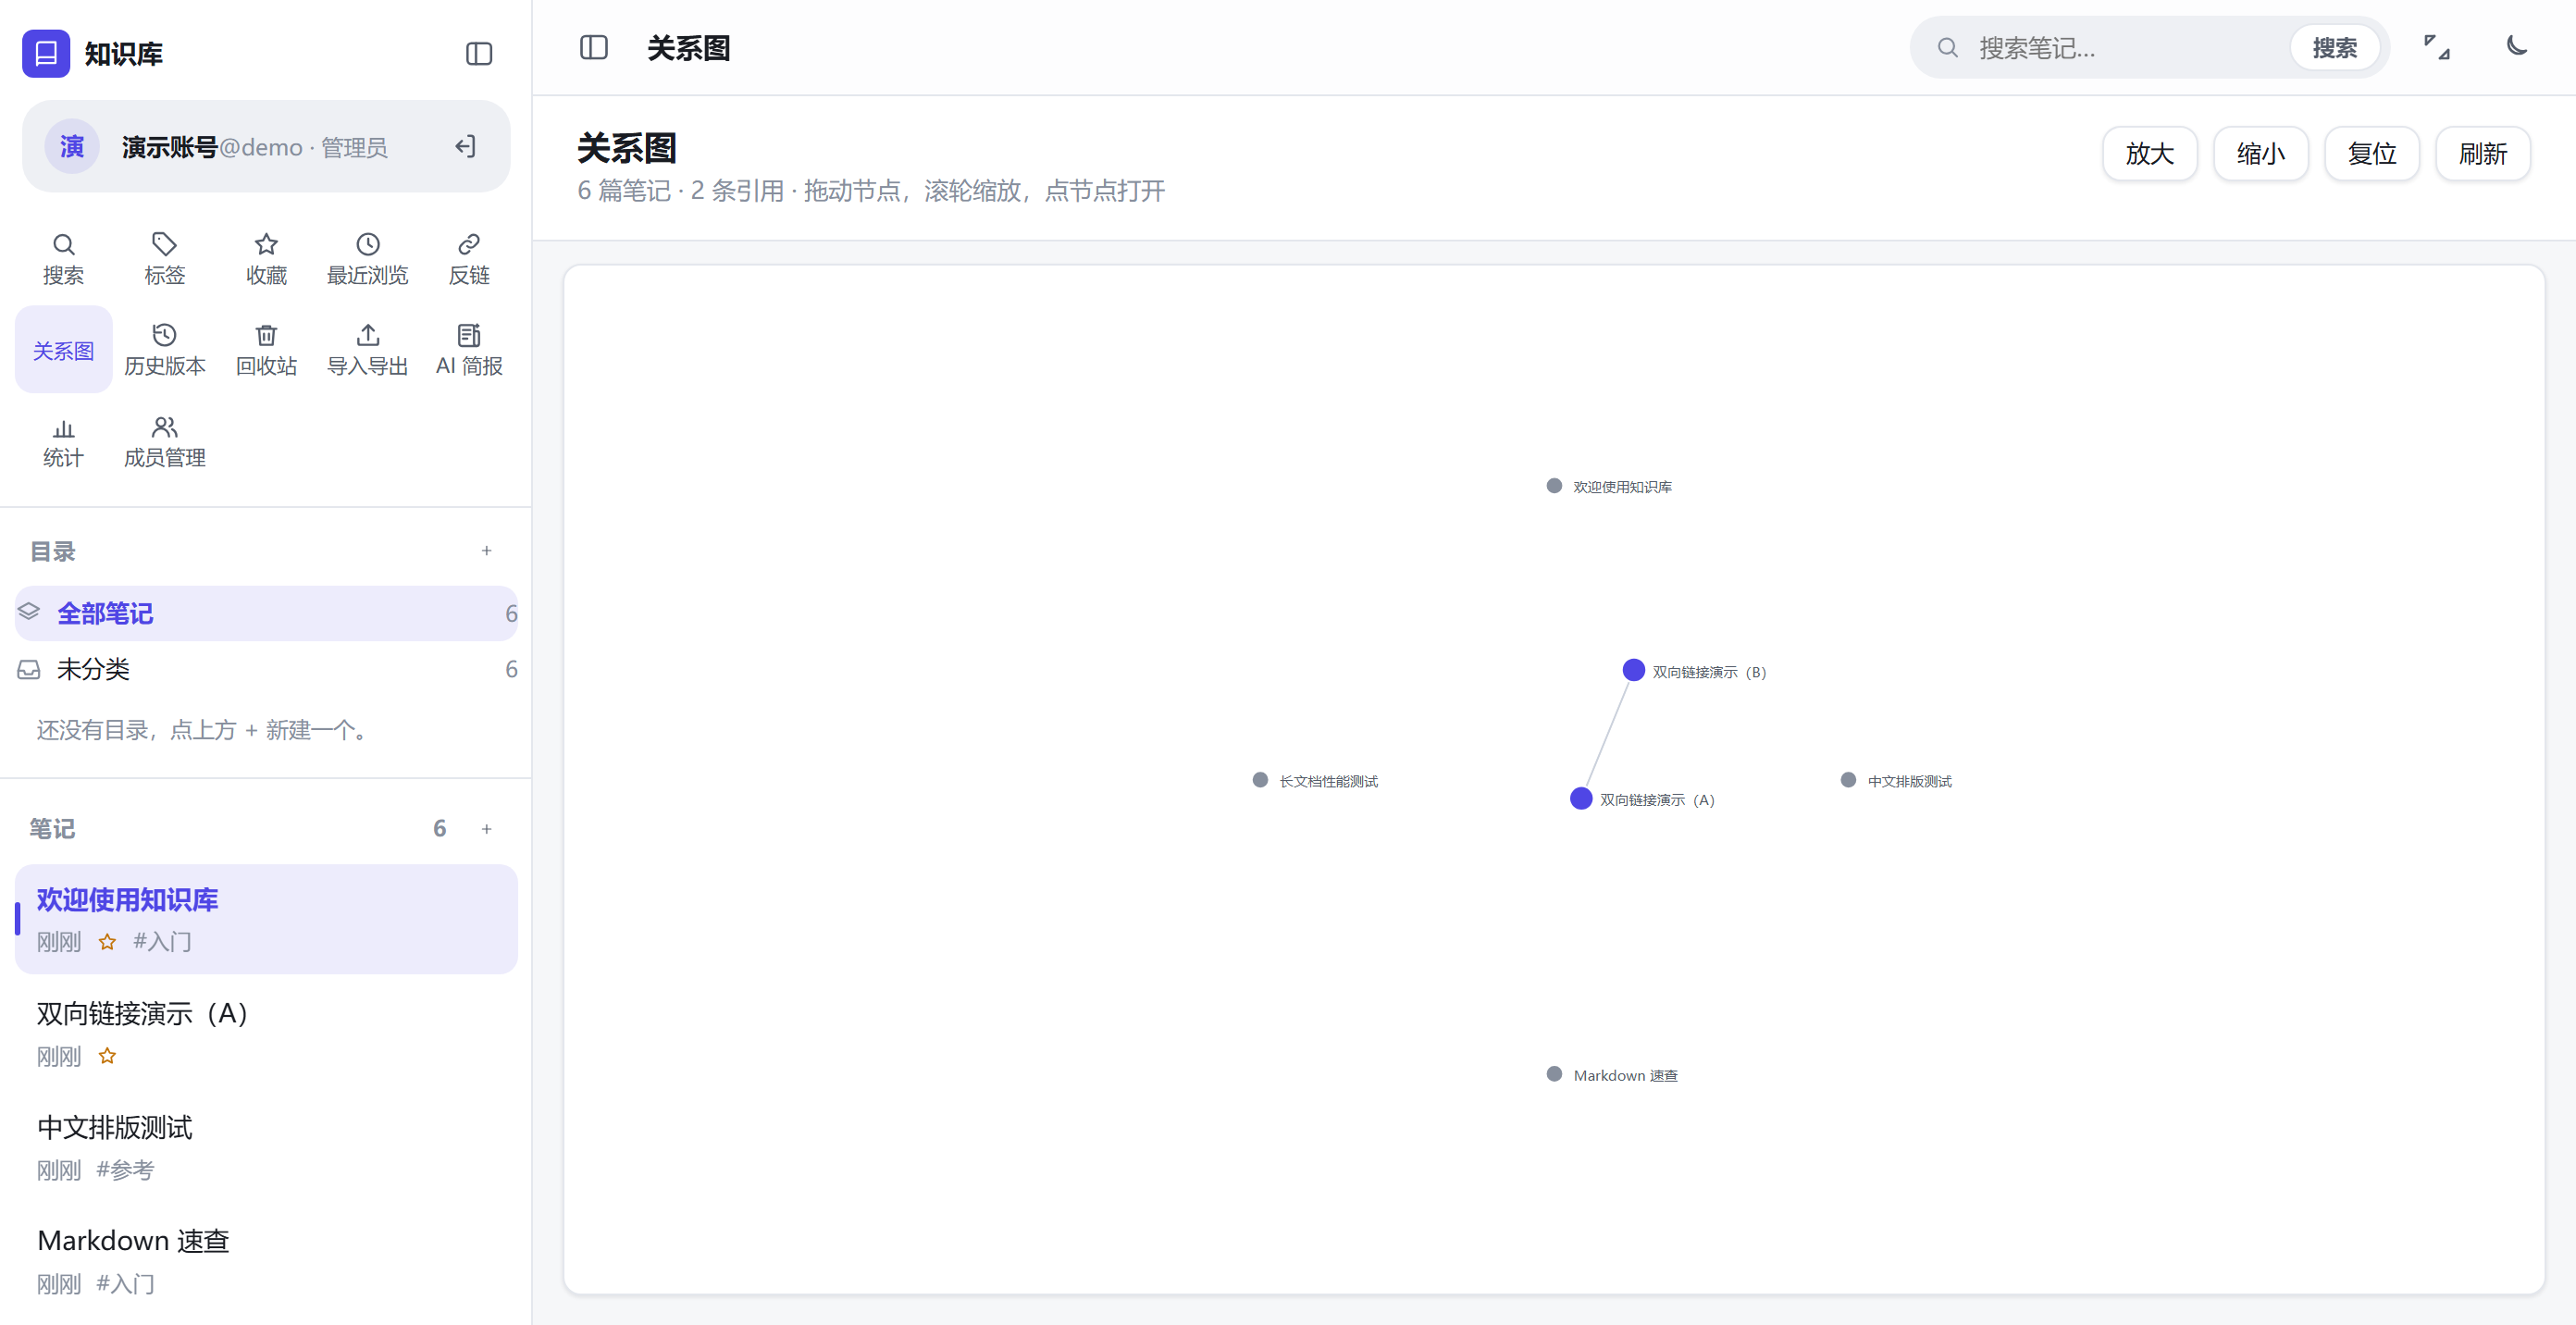 知识库
演 演示账号@demo · 管理员
搜索 标签 收藏 最近浏览 反链
关系图 历史版本 回收站 导入导出 AI 简报
统计 成员管理
目录 +
全部笔记 6
未分类 6
还没有目录，点上方 + 新建一个。
笔记 6 +
欢迎使用知识库
刚刚 #入门
双向链接演示（A）
刚刚
中文排版测试
刚刚 #参考
Markdown 速查
刚刚 #入门
关系图
搜索笔记... 搜索
关系图
6 篇笔记 · 2 条引用 · 拖动节点，滚轮缩放，点节点打开
放大 缩小 复位 刷新
欢迎使用知识库
双向链接演示（B）
长文档性能测试
双向链接演示（A）
中文排版测试
Markdown 速查